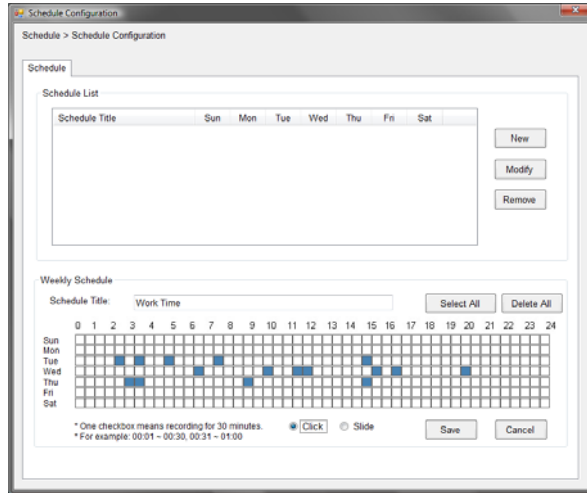 Schedule Configuration
Schedule > Schedule Configuration
Schedule
Schedule List
Schedule Title Sun Mon Tue Wed Thu Fri Sat
New
Modify
Remove
Weekly Schedule
Schedule Title: Work Time Select All Delete All
0 1 2 3 4 5 6 7 8 9 10 11 12 13 14 15 16 17 18 19 20 21 22 23 24
Sun
Mon
Tue
Wed
Thu
Fri
Sat
* One checkbox means recording for 30 minutes. Click Slide Save Cancel
* For example: 00:01 ~ 00:30, 00:31 ~ 01:00